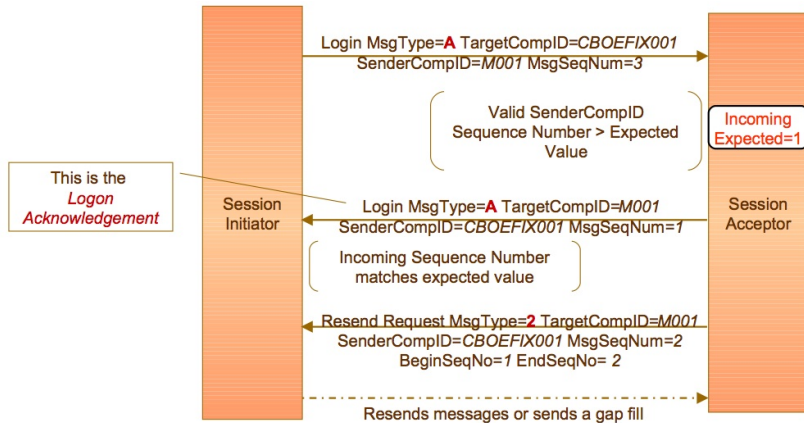 Login MsgType=A TargetCompID=CBOEFIX001
SenderCompID=M001 MsgSeqNum=3
Valid SenderCompID
Sequence Number > Expected
Value
Incoming
Expected=1
This is the
Logon
Acknowledgement
Session
Initiator
Session
Acceptor
Login MsgType=A TargetCompID=M001
SenderCompID=CBOEFIX001 MsgSeqNum=1
Incoming Sequence Number
matches expected value
Resend Request MsgType=2 TargetCompID=M001
SenderCompID=CBOEFIX001 MsgSeqNum=2
BeginSeqNo=1 EndSeqNo= 2
Resends messages or sends a gap fill